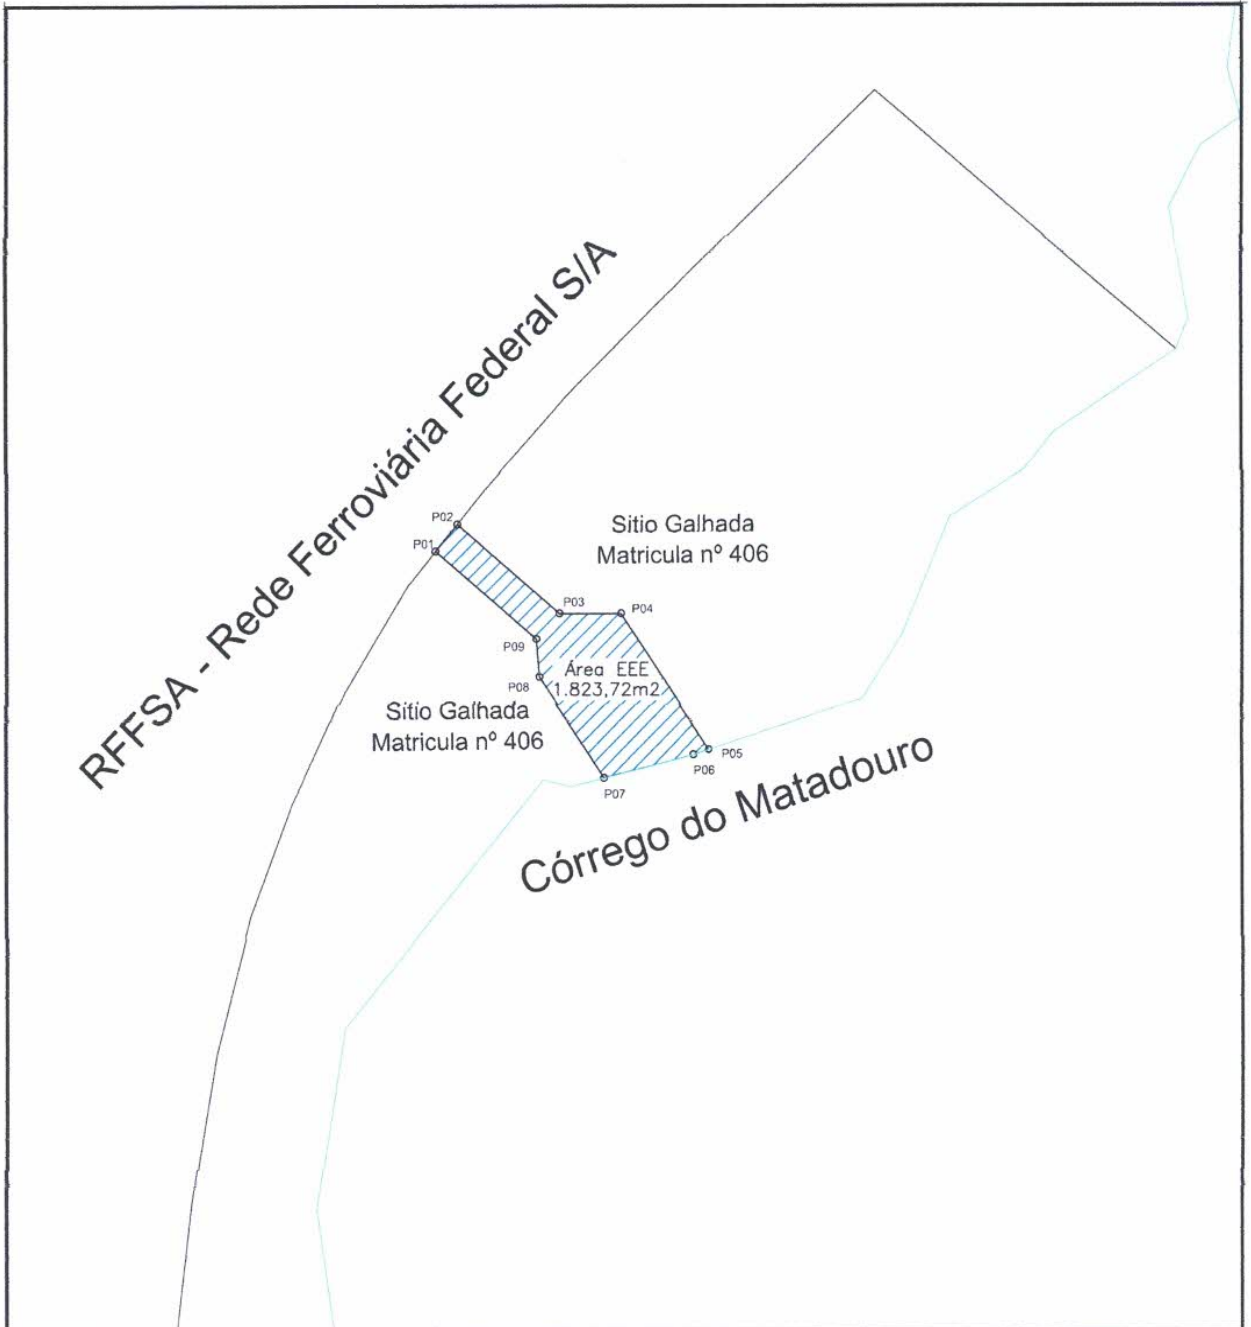 RFFSA - Rede Ferroviária Federal S/A
P02
P01
Sitio Galhada
Matricula nº 406
P03
P04
P09
Área EEE
1.823,72m2
P08
Sitio Galhada
Matricula nº 406
P05
P06
P07
Córrego do Matadouro